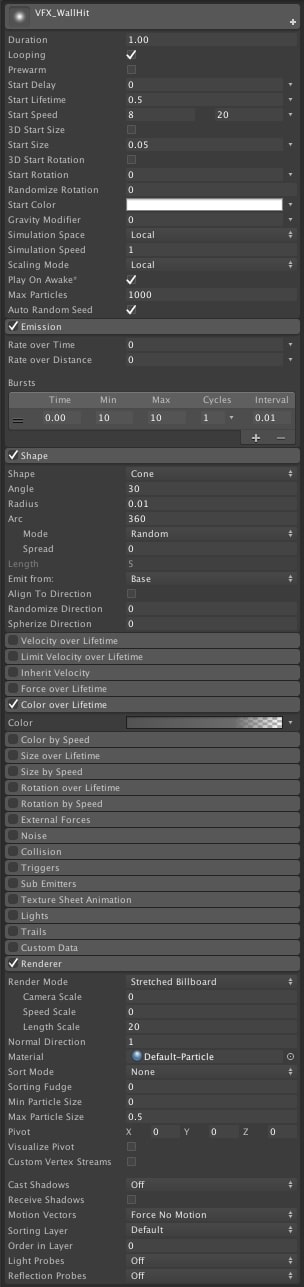 VFX_WallHit
Duration 1.00
Looping
Prewarm
Start Delay 0
Start Lifetime 0.5
Start Speed 8 20
3D Start Size
Start Size 0.05
3D Start Rotation
Start Rotation 0
Randomize Rotation 0
Start Color
Gravity Modifier 0
Simulation Space Local
Simulation Speed 1
Scaling Mode Local
Play On Awake*
Max Particles 1000
Auto Random Seed
Emission
Rate over Time 0
Rate over Distance 0
Bursts
Time Min Max Cycles Interval
0.00 10 10 1 0.01
Shape
Shape Cone
Angle 30
Radius 0.01
Arc 360
Mode Random
Spread 0
Length 5
Emit from: Base
Align To Direction
Randomize Direction 0
Spherize Direction 0
Velocity over Lifetime
Limit Velocity over Lifetime
Inherit Velocity
Force over Lifetime
Color over Lifetime
Color
Color by Speed
Size over Lifetime
Size by Speed
Rotation over Lifetime
Rotation by Speed
External Forces
Noise
Collision
Triggers
Sub Emitters
Texture Sheet Animation
Lights
Trails
Custom Data
Renderer
Render Mode Stretched Billboard
Camera Scale 0
Speed Scale 0
Length Scale 20
Normal Direction 1
Material Default-Particle
Sort Mode None
Sorting Fudge 0
Min Particle Size 0
Max Particle Size 0.5
Pivot X 0 Y 0 Z 0
Visualize Pivot
Custom Vertex Streams
Cast Shadows Off
Receive Shadows
Motion Vectors Force No Motion
Sorting Layer Default
Order in Layer 0
Light Probes Off
Reflection Probes Off